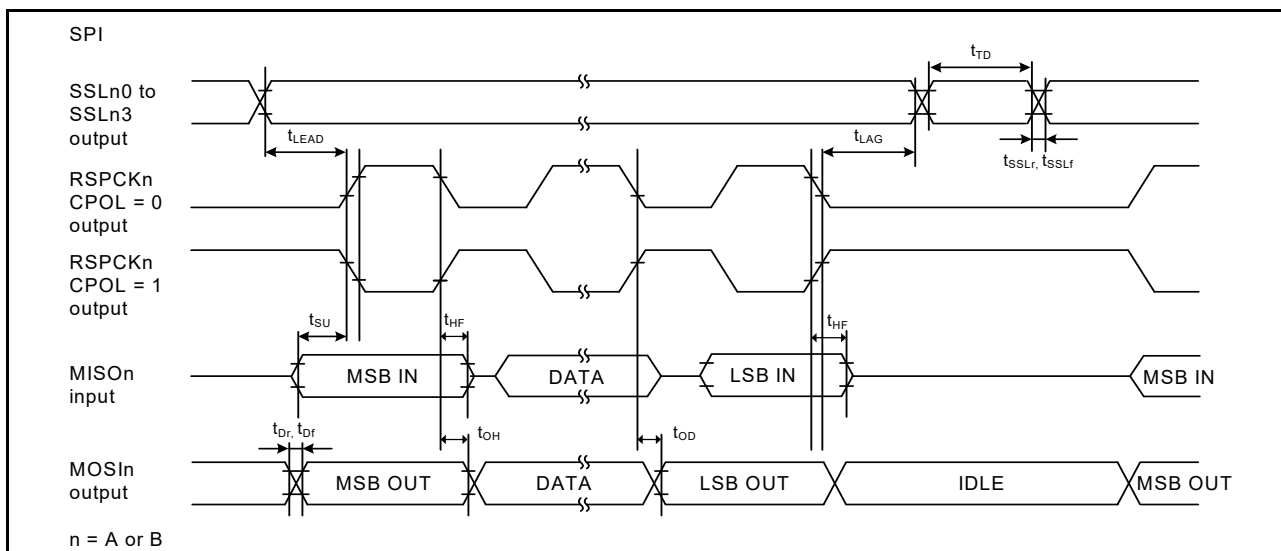 SPI
SSLn0 to
SSLn3
output
tTD
tLEAD
tLAG
tSSLr, tSSLf
RSPCKn
CPOL = 0
output
RSPCKn
CPOL = 1
output
tSU
tHF
tHF
MISOn
input
MSB IN
DATA
LSB IN
MSB IN
tDr, tDf
tOH
tOD
MOSIn
output
MSB OUT
DATA
LSB OUT
IDLE
MSB OUT
n = A or B